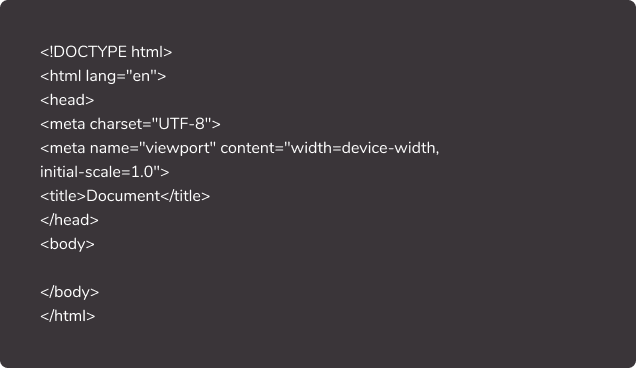 <!DOCTYPE html>
<html lang="en">
<head>
<meta charset="UTF-8">
<meta name="viewport" content="width=device-width,
initial-scale=1.0">
<title>Document</title>
</head>
<body>
</body>
</html>